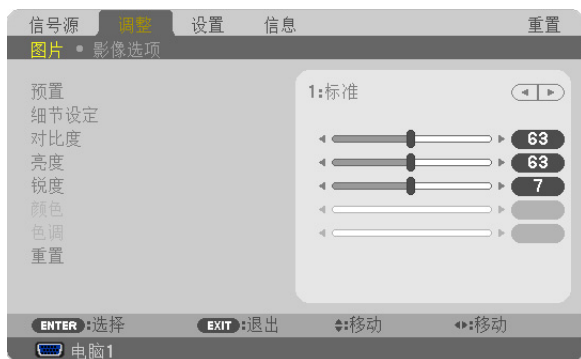 信号源 调整 设置 信息 重置
图片 • 影像选项
预置 1:标准
细节设定
对比度 63
亮度 63
锐度 7
颜色
色调
重置
ENTER:选择 EXIT:退出 :移动 :移动
电脑1